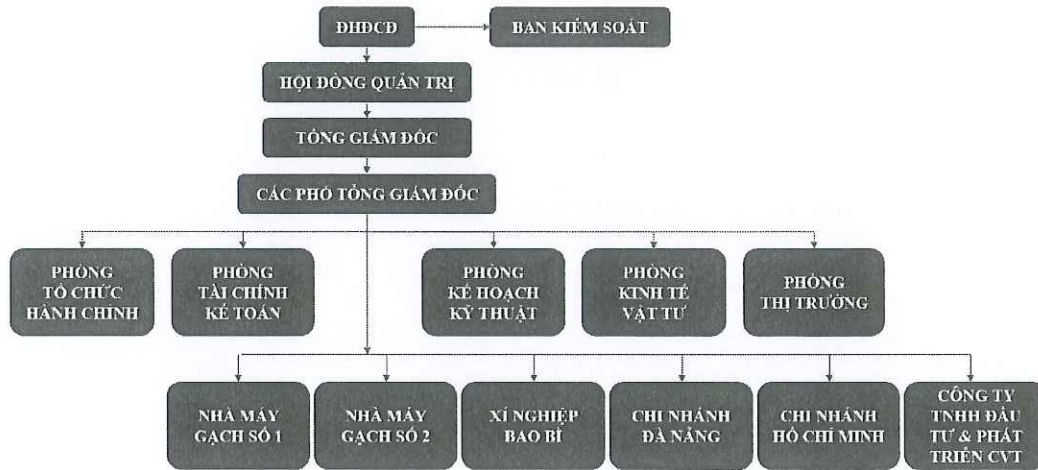 ĐHĐCĐ
BAN KIỂM SOÁT
HỘI ĐỒNG QUẢN TRỊ
TỔNG GIÁM ĐỐC
CÁC PHÓ TỔNG GIÁM ĐỐC
PHÒNG
TỔ CHỨC
HÀNH CHÍNH
PHÒNG
TÀI CHÍNH
KẾ TOÁN
PHÒNG
KẾ HOẠCH
KỸ THUẬT
PHÒNG
KINH TẾ
VẬT TƯ
PHÒNG
THỊ TRƯỜNG
NHÀ MÁY
GẠCH SỐ 1
NHÀ MÁY
GẠCH SỐ 2
XÍ NGHIỆP
BAO BÌ
CHI NHÁNH
ĐÀ NẴNG
CHI NHÁNH
HỒ CHÍ MINH
CÔNG TY
TNHH ĐẦU
TƯ & PHÁT
TRIỂN CVT